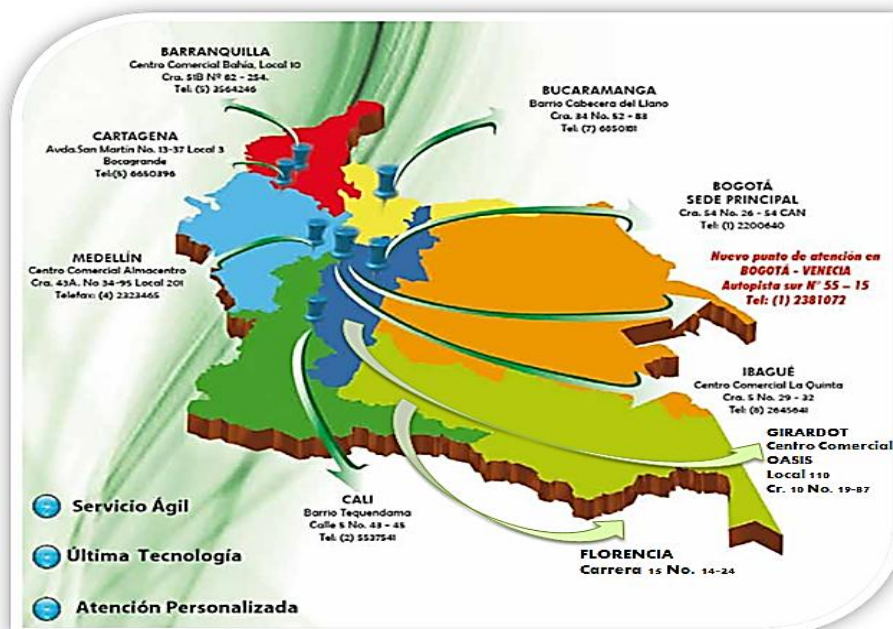 BARRANQUILLA
Centro Comercial Bahía, Local 10
Cra. 51B Nº 82 - 254.
Tel: (5) 3564246
CARTAGENA
Avda.San Martín No. 13-37 Local 3
Bocagrande
Tel:(5) 6650396
MEDELLÍN
Centro Comercial Almacentro
Cra. 43A. No 34-95 Local 201
Telefax: (4) 2323465
BUCARAMANGA
Barrio Cabecera del Llano
Cra. 34 No. 52 - 83
Tel: (7) 6850181
BOGOTÁ
SEDE PRINCIPAL
Cra. 54 No. 26 - 54 CAN
Tel: (1) 2200640
Nuevo punto de atención en
BOGOTÁ - VENECIA
Autopista sur Nº 55 – 15
Tel: (1) 2381072
IBAGUÉ
Centro Comercial La Quinta
Cra. 5 No. 29 - 32
Tel: (8) 2645641
GIRARDOT
Centro Comercial
OASIS
Local 110
Cr. 10 No. 19-87
CALI
Barrio Tequendama
Calle 5 No. 43 - 45
Tel: (2) 5537541
FLORENCIA
Carrera 15 No. 14-24
Servicio Ágil
Última Tecnología
Atención Personalizada